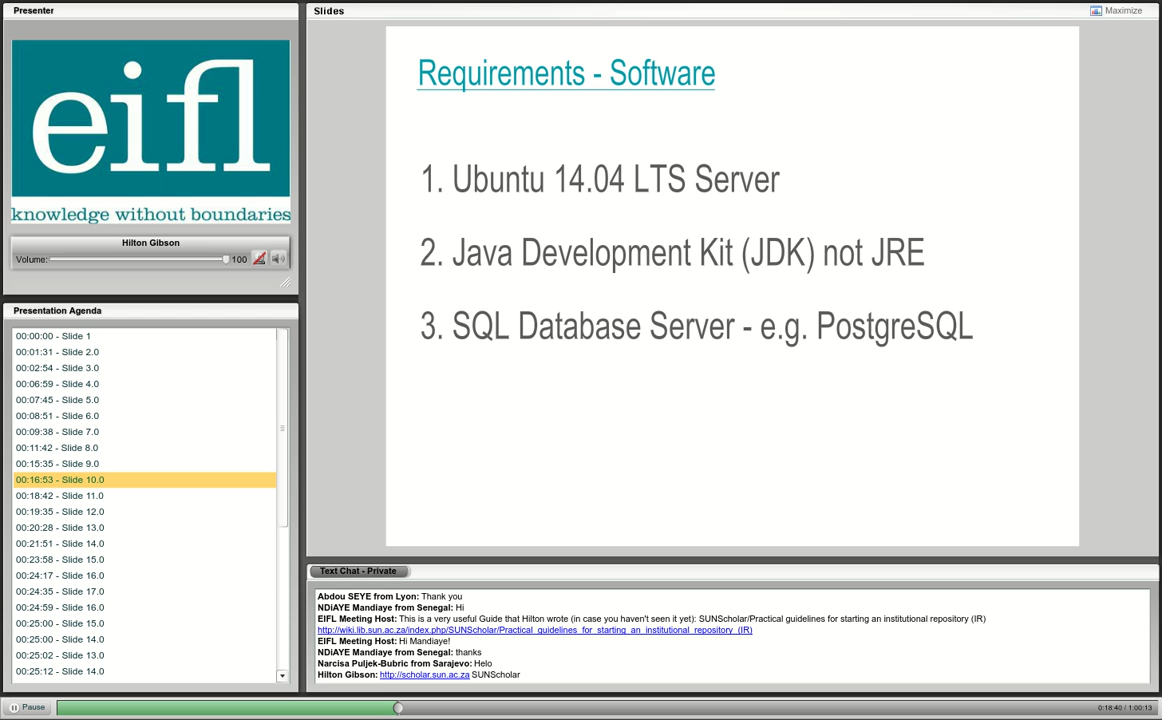 Presenter
eifl
knowledge without boundaries
Hilton Gibson
Volume: 100
Presentation Agenda
00:00:00 - Slide 1
00:01:31 - Slide 2.0
00:02:54 - Slide 3.0
00:06:59 - Slide 4.0
00:07:45 - Slide 5.0
00:08:51 - Slide 6.0
00:09:38 - Slide 7.0
00:11:42 - Slide 8.0
00:15:35 - Slide 9.0
00:16:53 - Slide 10.0
00:18:42 - Slide 11.0
00:19:35 - Slide 12.0
00:20:28 - Slide 13.0
00:21:51 - Slide 14.0
00:23:58 - Slide 15.0
00:24:17 - Slide 16.0
00:24:35 - Slide 17.0
00:24:59 - Slide 16.0
00:25:00 - Slide 15.0
00:25:00 - Slide 14.0
00:25:02 - Slide 13.0
00:25:12 - Slide 14.0
Slides
Maximize
Requirements - Software
1. Ubuntu 14.04 LTS Server
2. Java Development Kit (JDK) not JRE
3. SQL Database Server - e.g. PostgreSQL
Text Chat - Private
Abdou SEYE from Lyon: Thank you
NDiAYE Mandiaye from Senegal: Hi
EIFL Meeting Host: This is a very useful Guide that Hilton wrote (in case you haven't seen it yet): SUNScholar/Practical guidelines for starting an institutional repository (IR)
http://wiki.lib.sun.ac.za/index.php/SUNScholar/Practical_guidelines_for_starting_an_institutional_repository_(IR)
EIFL Meeting Host: Hi Mandiaye!
NDiAYE Mandiaye from Senegal: thanks
Narcisa Puljek-Bubric from Sarajevo: Helo
Hilton Gibson: http://scholar.sun.ac.za SUNScholar
Pause
0:18:40 / 1:00:13